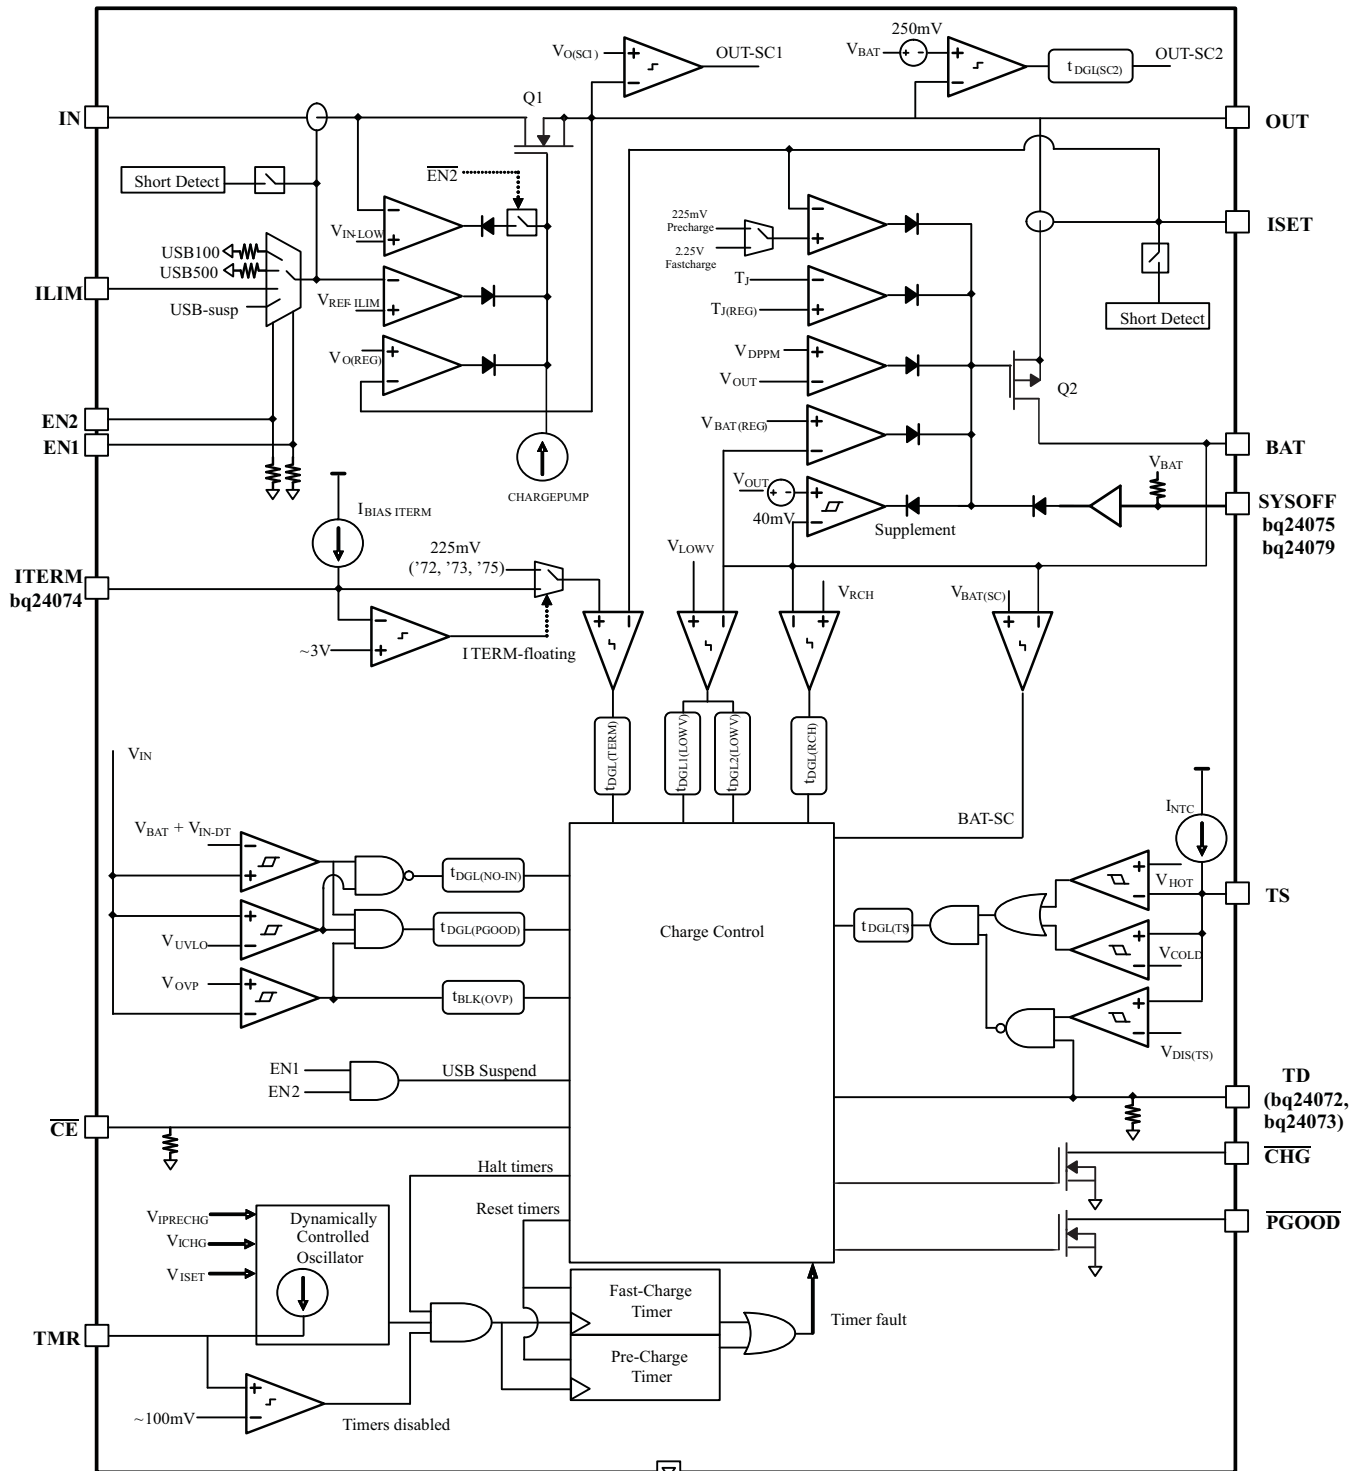 250mV
VO(SC1)
OUT-SC1
VBAT
tDGL(SC2)
OUT-SC2
Q1
IN
OUT
EN2
Short Detect
225mV
Precharge
2.25V
Fastcharge
VIN-LOW
ISET
USB100
USB500
ILIM
USB-susp
VREF-ILIM
TJ
TJ(REG)
Short Detect
VO(REG)
VDPPM
VOUT
Q2
EN2
EN1
VBAT(REG)
BAT
VBAT
CHARGEPUMP
VOUT
40mV
Supplement
SYSOFF
bq24075
bq24079
IBIAS ITERM
225mV
('72, '73, '75)
VLOWV
ITERM
bq24074
VRCH
VBAT(SC)
~3V
ITERM-floating
tDGL(TERM)
tDGL1(LOWV)
tDGL2(LOWV)
tDGL(RCH)
VIN
BAT-SC
INTC
VBAT + VIN-DT
tDGL(NO-IN)
VHOT
TS
VUVLO
tDGL(PGOOD)
Charge Control
tDGL(TS)
VCOLD
VOVP
tBLK(OVP)
VDIS(TS)
EN1
EN2
USB Suspend
TD
(bq24072,
bq24073)
CE
CHG
Halt timers
Reset timers
PGOOD
VIPRECHG
VICHG
VISET
Dynamically
Controlled
Oscillator
Fast-Charge
Timer
Timer fault
TMR
Pre-Charge
Timer
~100mV
Timers disabled